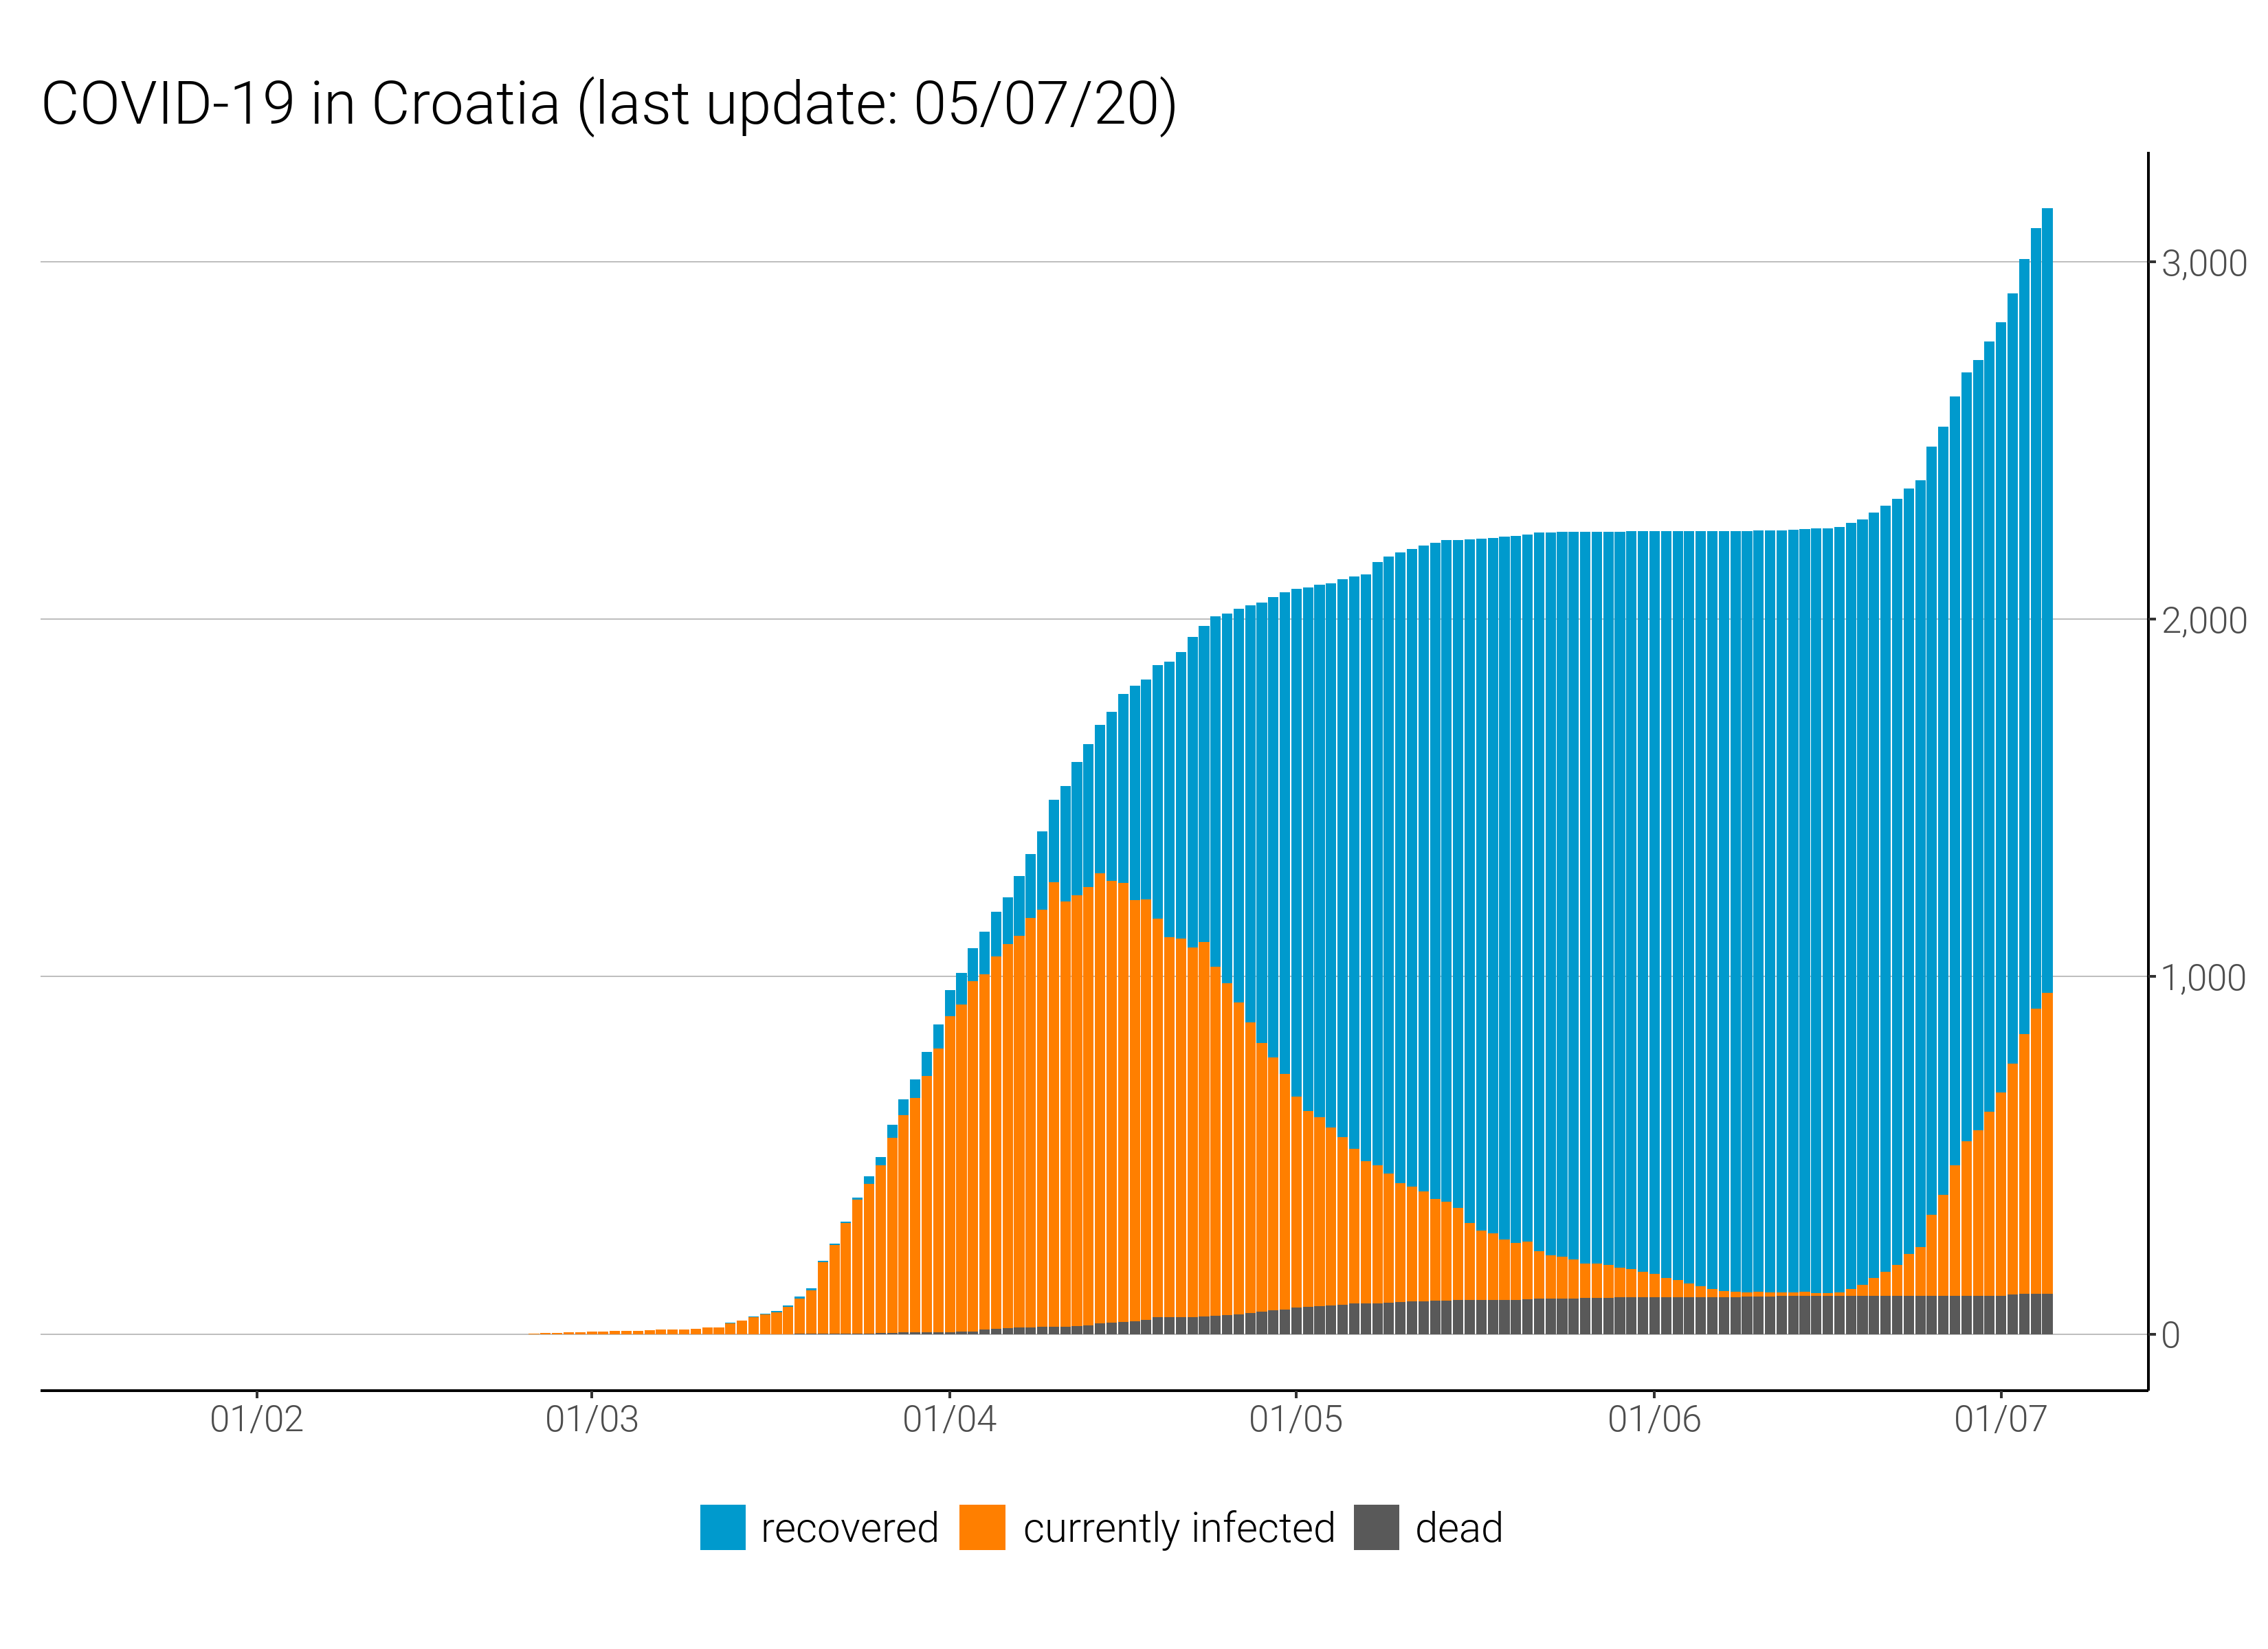 COVID-19 in Croatia (last update: 05/07/20)
3,000
2,000
1,000
0
01/02 01/03 01/04 01/05 01/06 01/07
recovered currently infected dead